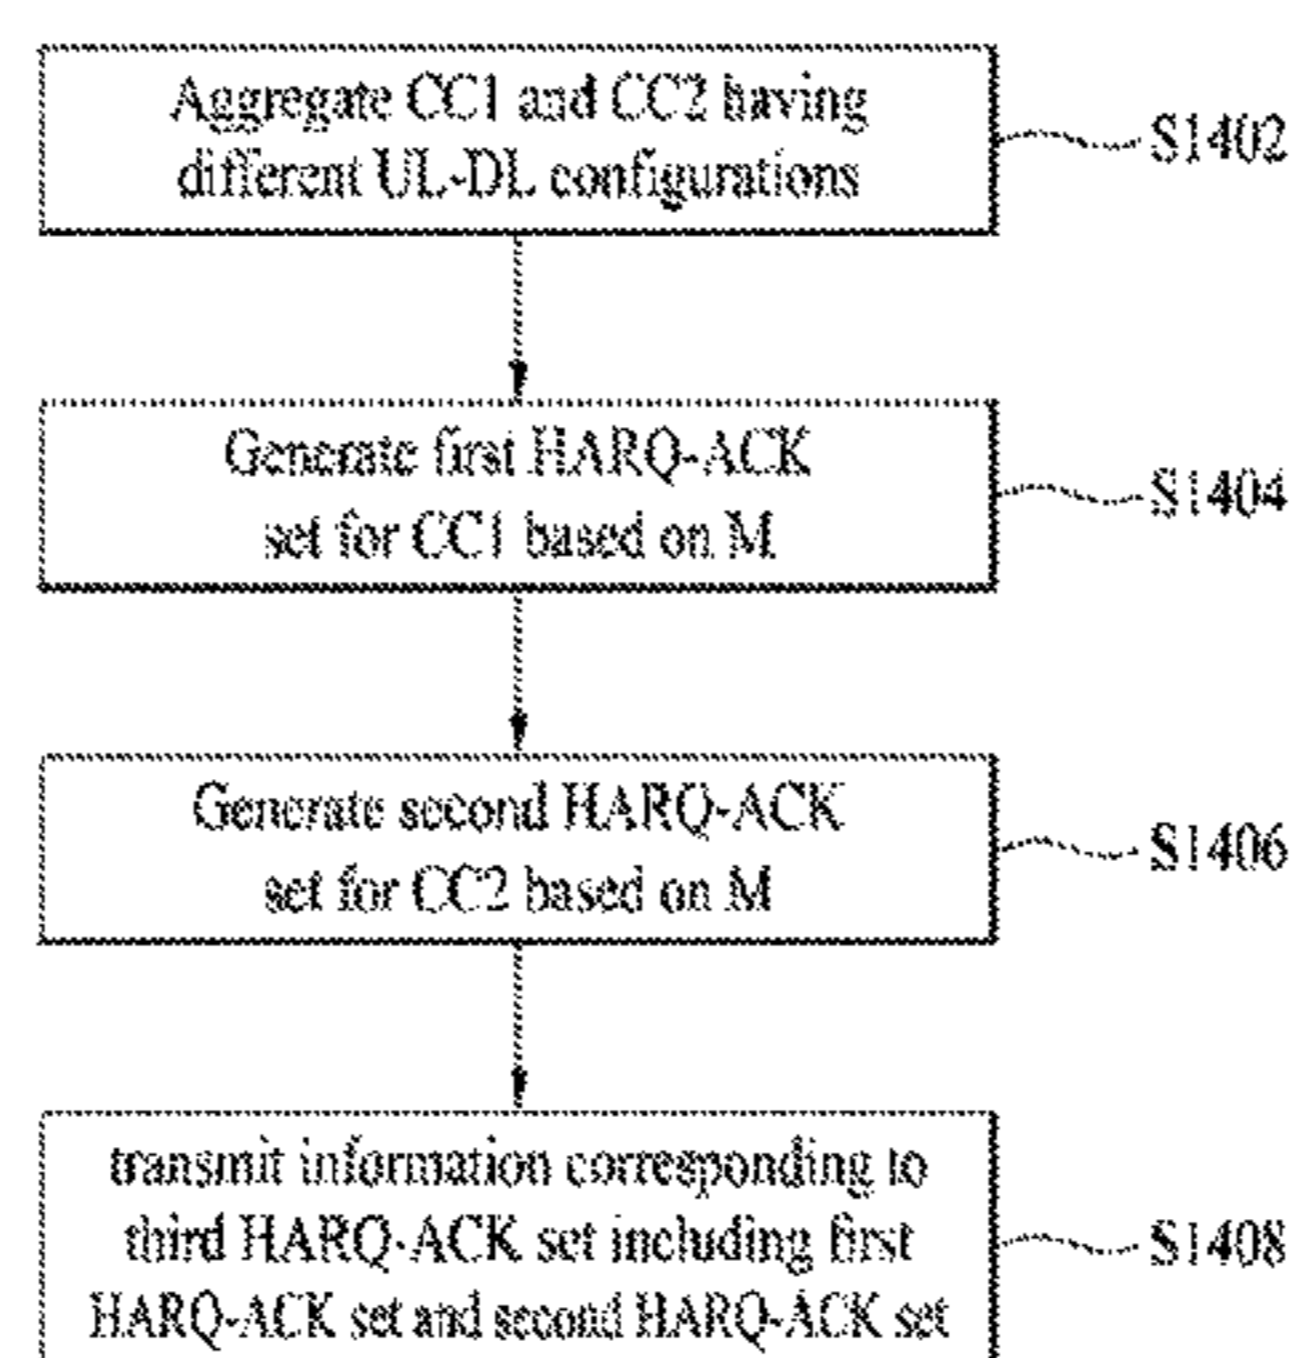 Aggregate CC1 and CC2 having
different UL-DL configurations
S1402
Generate first HARQ-ACK
set for CC1 based on M
S1404
Generate second HARQ-ACK
set for CC2 based on M
S1406
transmit information corresponding to
third HARQ-ACK set including first
HARQ-ACK set and second HARQ-ACK set
S1408